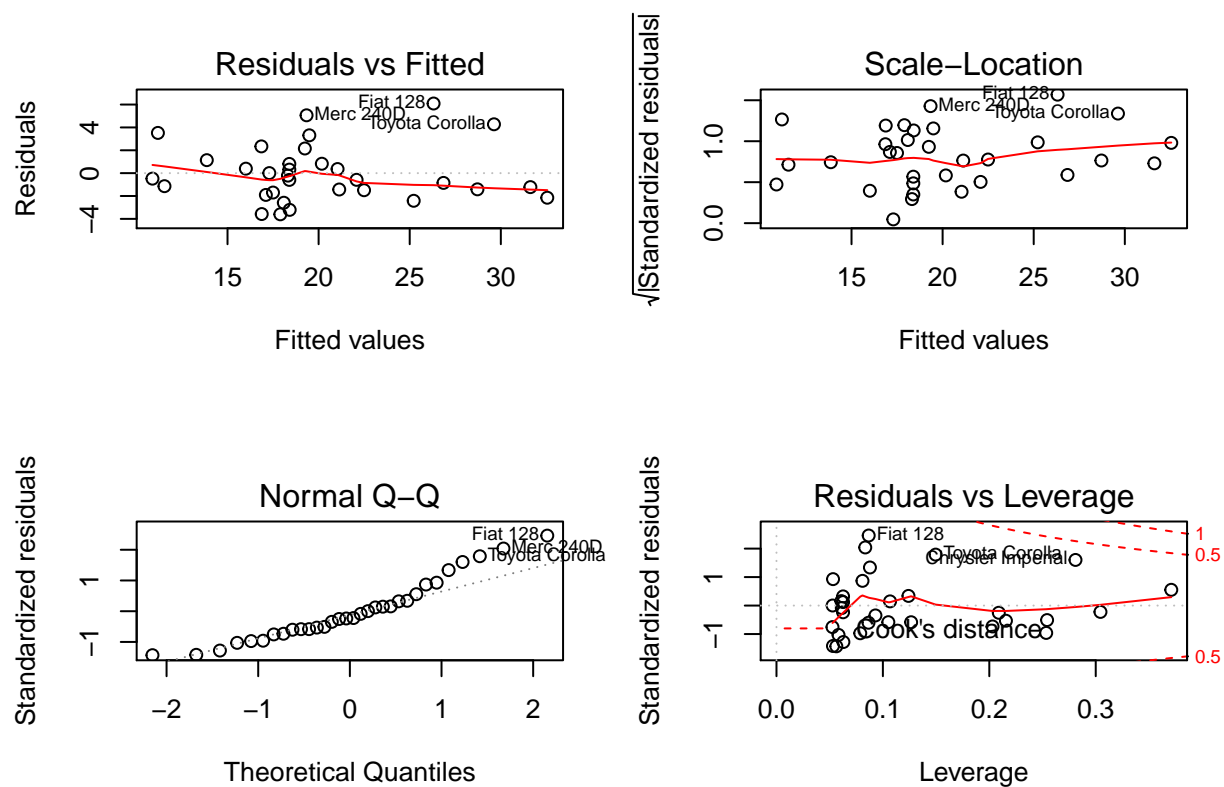 Residuals vs Fitted
Residuals
4
0
−4
Fiat 128
Merc 240D
Toyota Corolla
15 20 25 30
Fitted values
Scale−Location
√|Standardized residuals|
1.0
0.0
Fiat 128
Merc 240D
Toyota Corolla
15 20 25 30
Fitted values
Normal Q−Q
Standardized residuals
1
−1
Fiat 128
Merc 240D
Toyota Corolla
−2 −1 0 1 2
Theoretical Quantiles
Residuals vs Leverage
Standardized residuals
1
−1
Fiat 128
Toyota Corolla
Chrysler Imperial
Cook's distance
1
0.5
0.5
0.0 0.1 0.2 0.3
Leverage